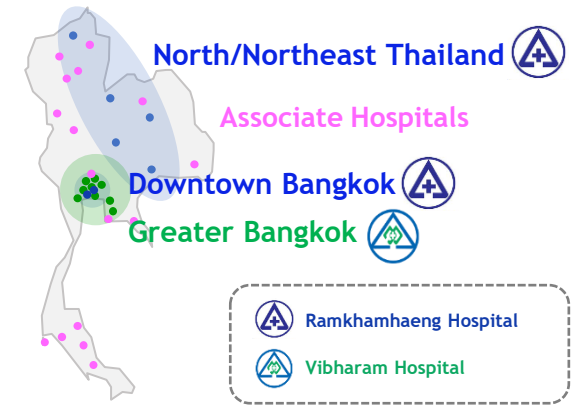 North/Northeast Thailand
Associate Hospitals
Downtown Bangkok
Greater Bangkok
Ramkhamhaeng Hospital
Vibharam Hospital